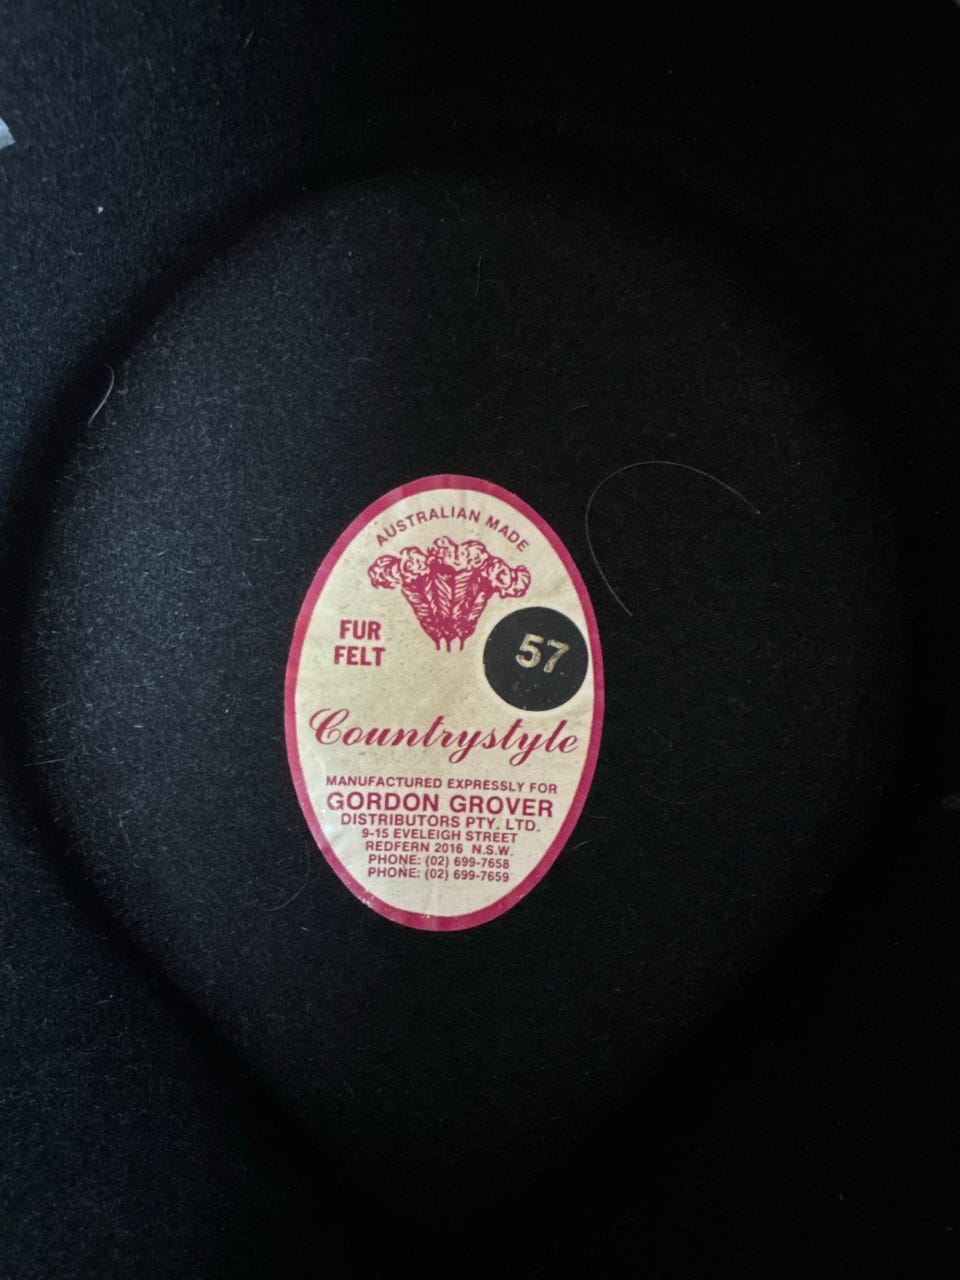 AUSTRALIAN MADE
FUR
FELT
57
Countrystyle
MANUFACTURED EXPRESSLY FOR
GORDON GROVER
DISTRIBUTORS PTY. LTD.
9-15 EVELEIGH STREET
REDFERN 2016 N.S.W.
PHONE: (02) 699-7658
PHONE: (02) 699-7659